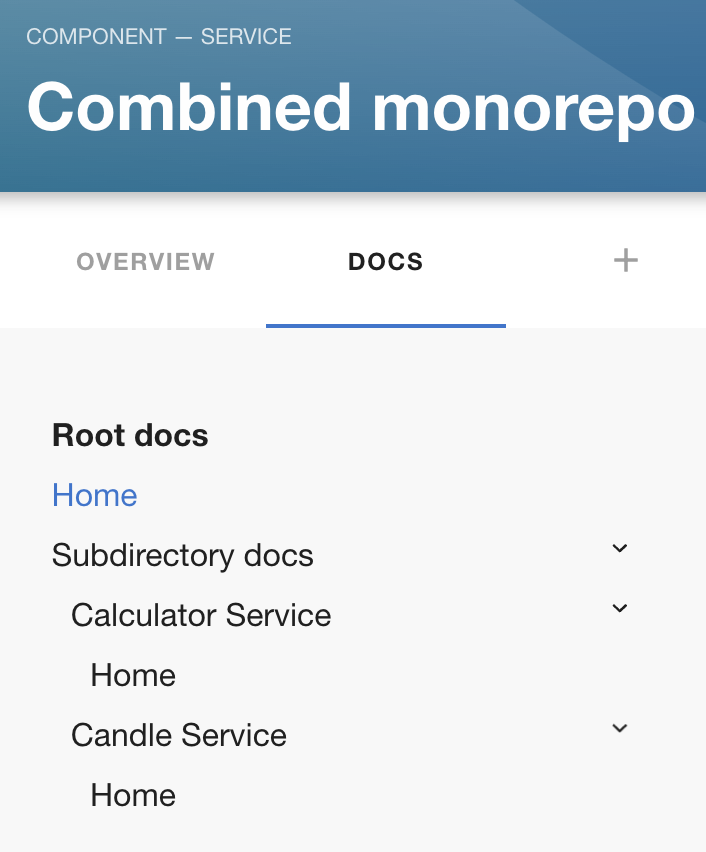 COMPONENT — SERVICE
Combined monorepo
OVERVIEW DOCS +
Root docs
Home
Subdirectory docs
Calculator Service
Home
Candle Service
Home